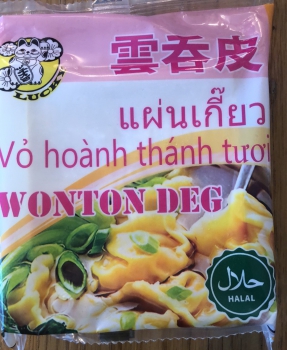 LUCKY
雲吞皮
แผ่นเกี๊ยว
Vỏ hoành thánh tươi
WONTON DEG
حلال
HALAL